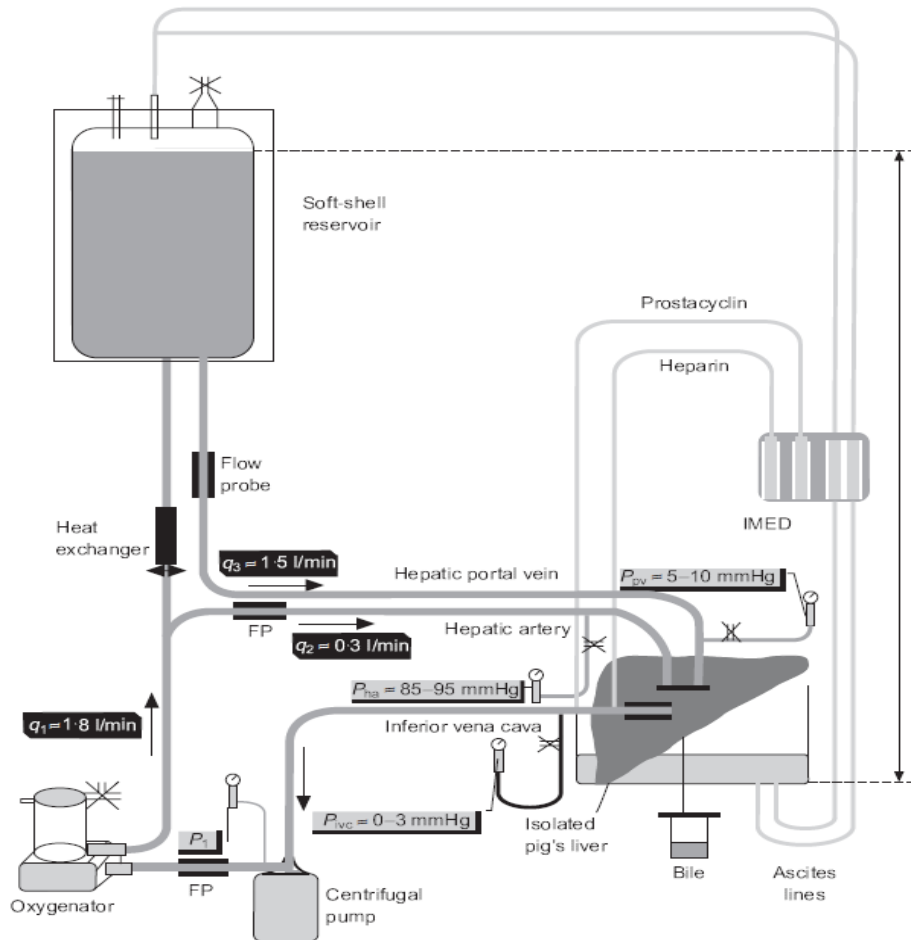 Soft-shell
reservoir
Prostacyclin
Heparin
Flow
probe
IMED
Heat
exchanger
q3 = 1·5 l/min
Hepatic portal vein
Ppv = 5–10 mmHg
FP
Hepatic artery
q2 = 0·3 l/min
Pha = 85–95 mmHg
q1 = 1·8 l/min
Inferior vena cava
Pivc = 0–3 mmHg
P1
Isolated
pig's liver
FP
Bile
Ascites
lines
Oxygenator
Centrifugal
pump